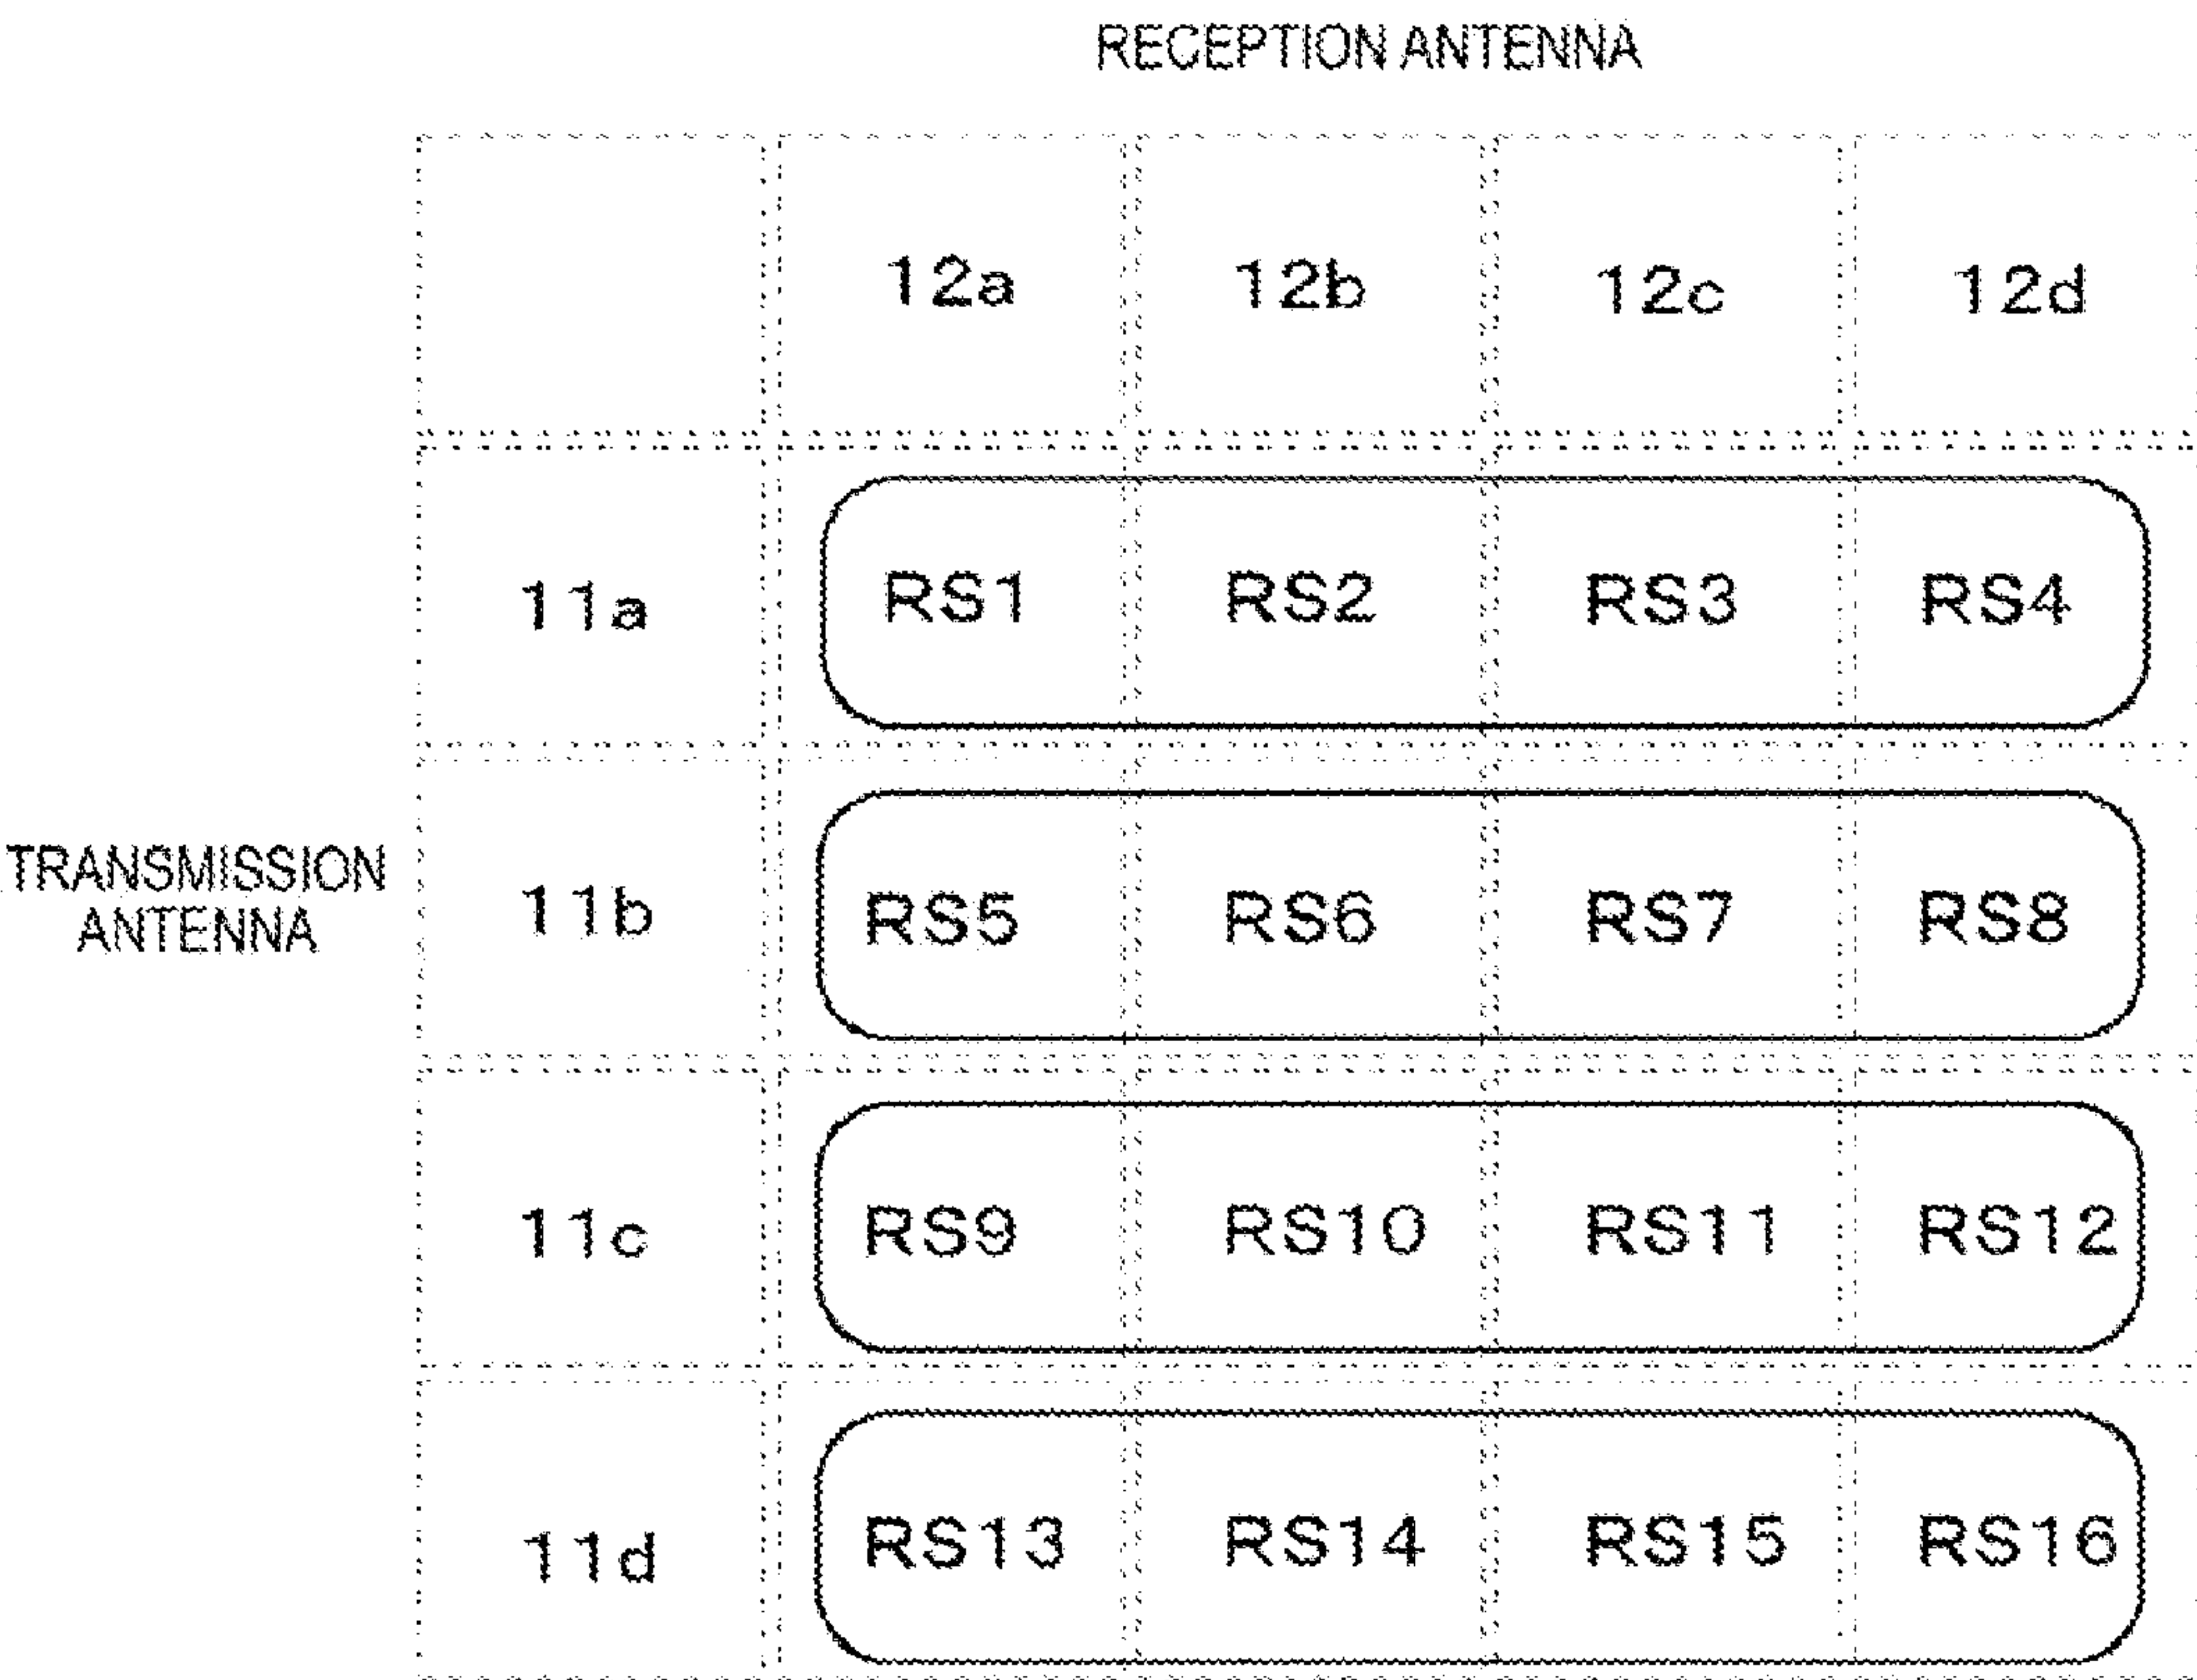 RECEPTION ANTENNA
12a 12b 12c 12d
11a RS1 RS2 RS3 RS4
TRANSMISSION
ANTENNA
11b RS5 RS6 RS7 RS8
11c RS9 RS10 RS11 RS12
11d RS13 RS14 RS15 RS16